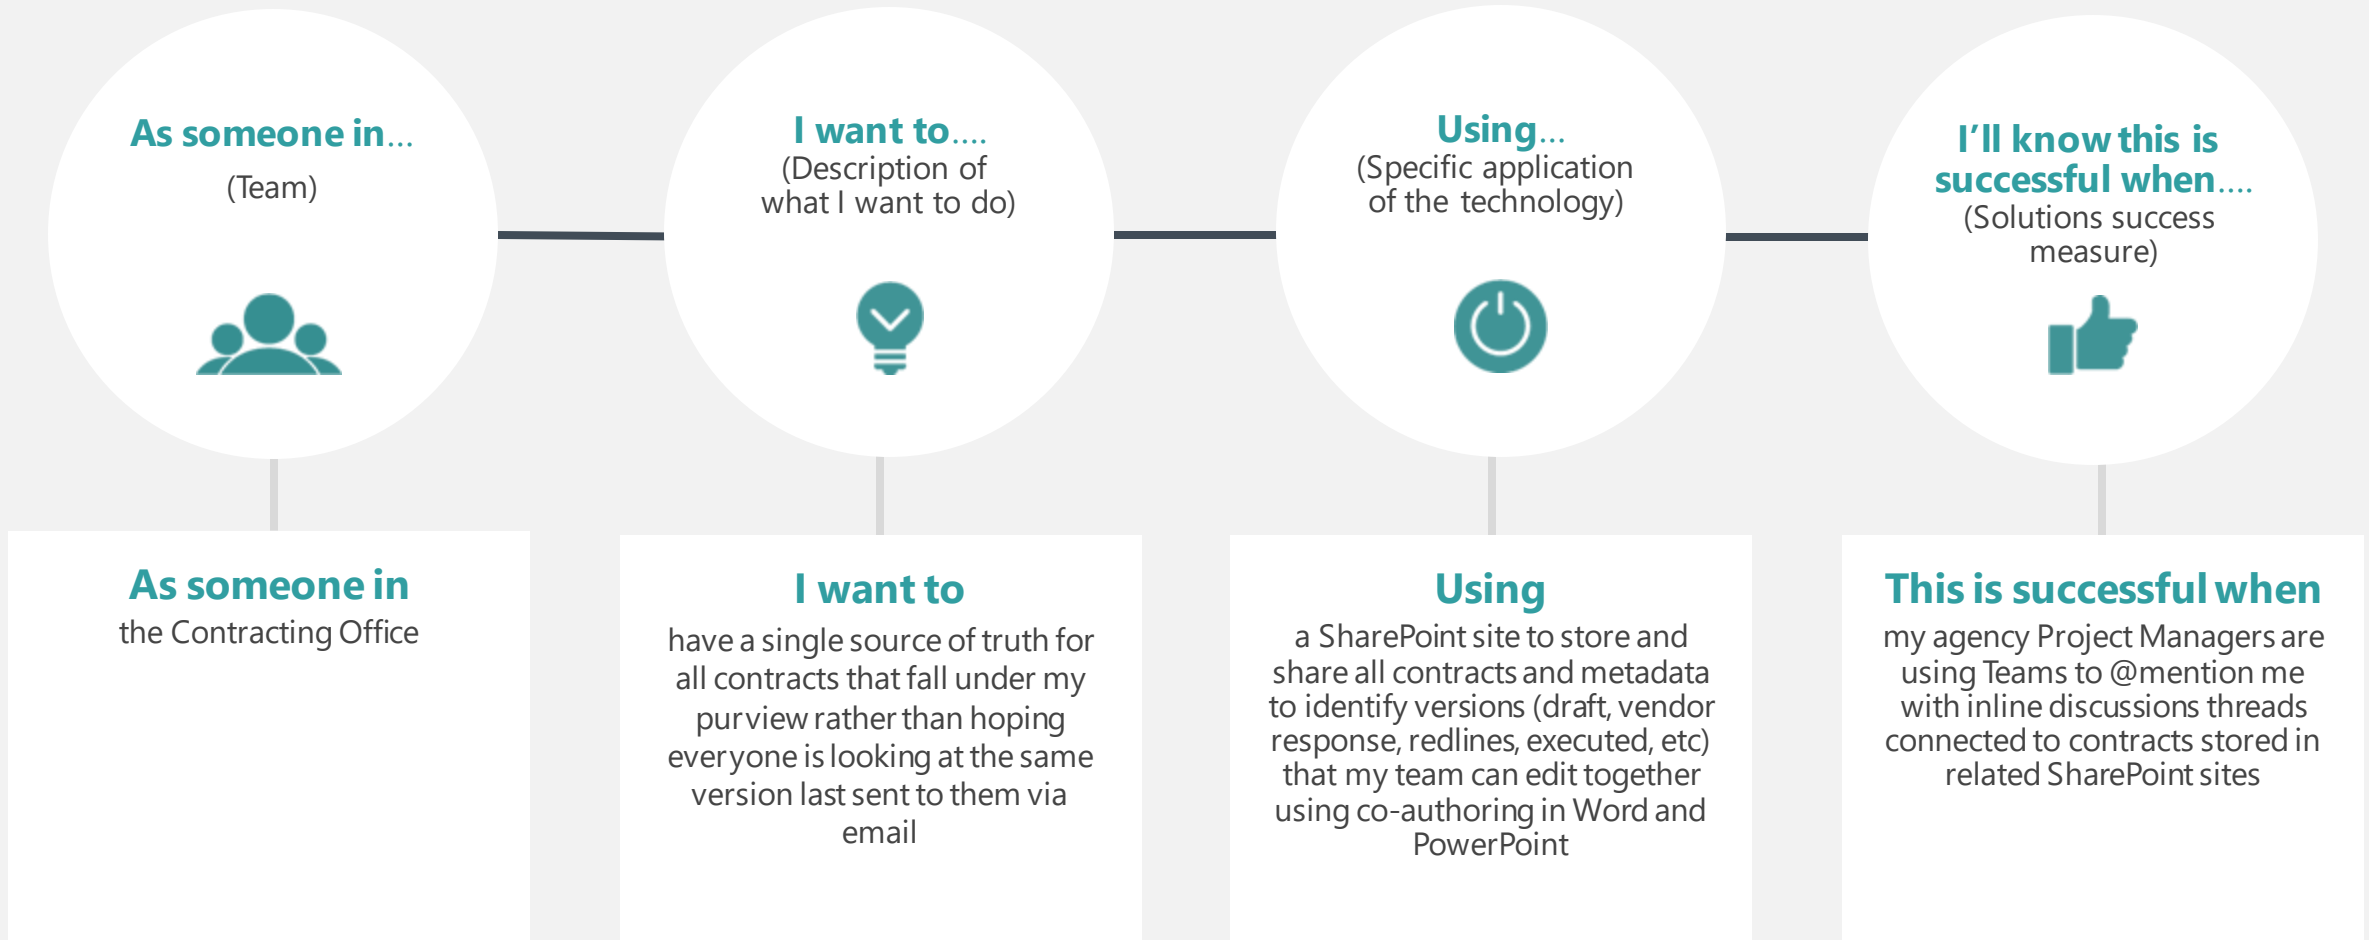 As someone in...
(Team)
I want to....
(Description of
what I want to do)
Using...
(Specific application
of the technology)
I'll know this is
successful when....
(Solutions success
measure)
As someone in
the Contracting Office
I want to
have a single source of truth for
all contracts that fall under my
purview rather than hoping
everyone is looking at the same
version last sent to them via
email
Using
a SharePoint site to store and
share all contracts and metadata
to identify versions (draft, vendor
response, redlines, executed, etc)
that my team can edit together
using co-authoring in Word and
PowerPoint
This is successful when
my agency Project Managers are
using Teams to @mention me
with inline discussions threads
connected to contracts stored in
related SharePoint sites